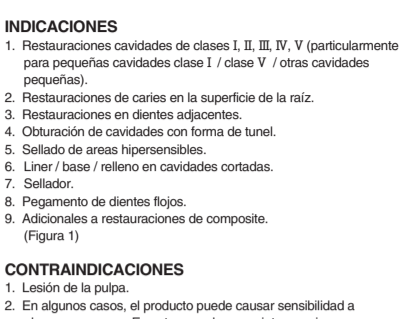 INDICACIONES
1. Restauraciones cavidades de clases I, II, III, IV, V (particularmente
para pequeñas cavidades clase I / clase V / otras cavidades
pequeñas).
2. Restauraciones de caries en la superficie de la raíz.
3. Restauraciones en dientes adjacentes.
4. Obturación de cavidades con forma de tunel.
5. Sellado de areas hipersensibles.
6. Liner / base / relleno en cavidades cortadas.
7. Sellador.
8. Pegamento de dientes flojos.
9. Adicionales a restauraciones de composite.
(Figura 1)
CONTRAINDICACIONES
1. Lesión de la pulpa.
2. En algunos casos, el producto puede causar sensibilidad a